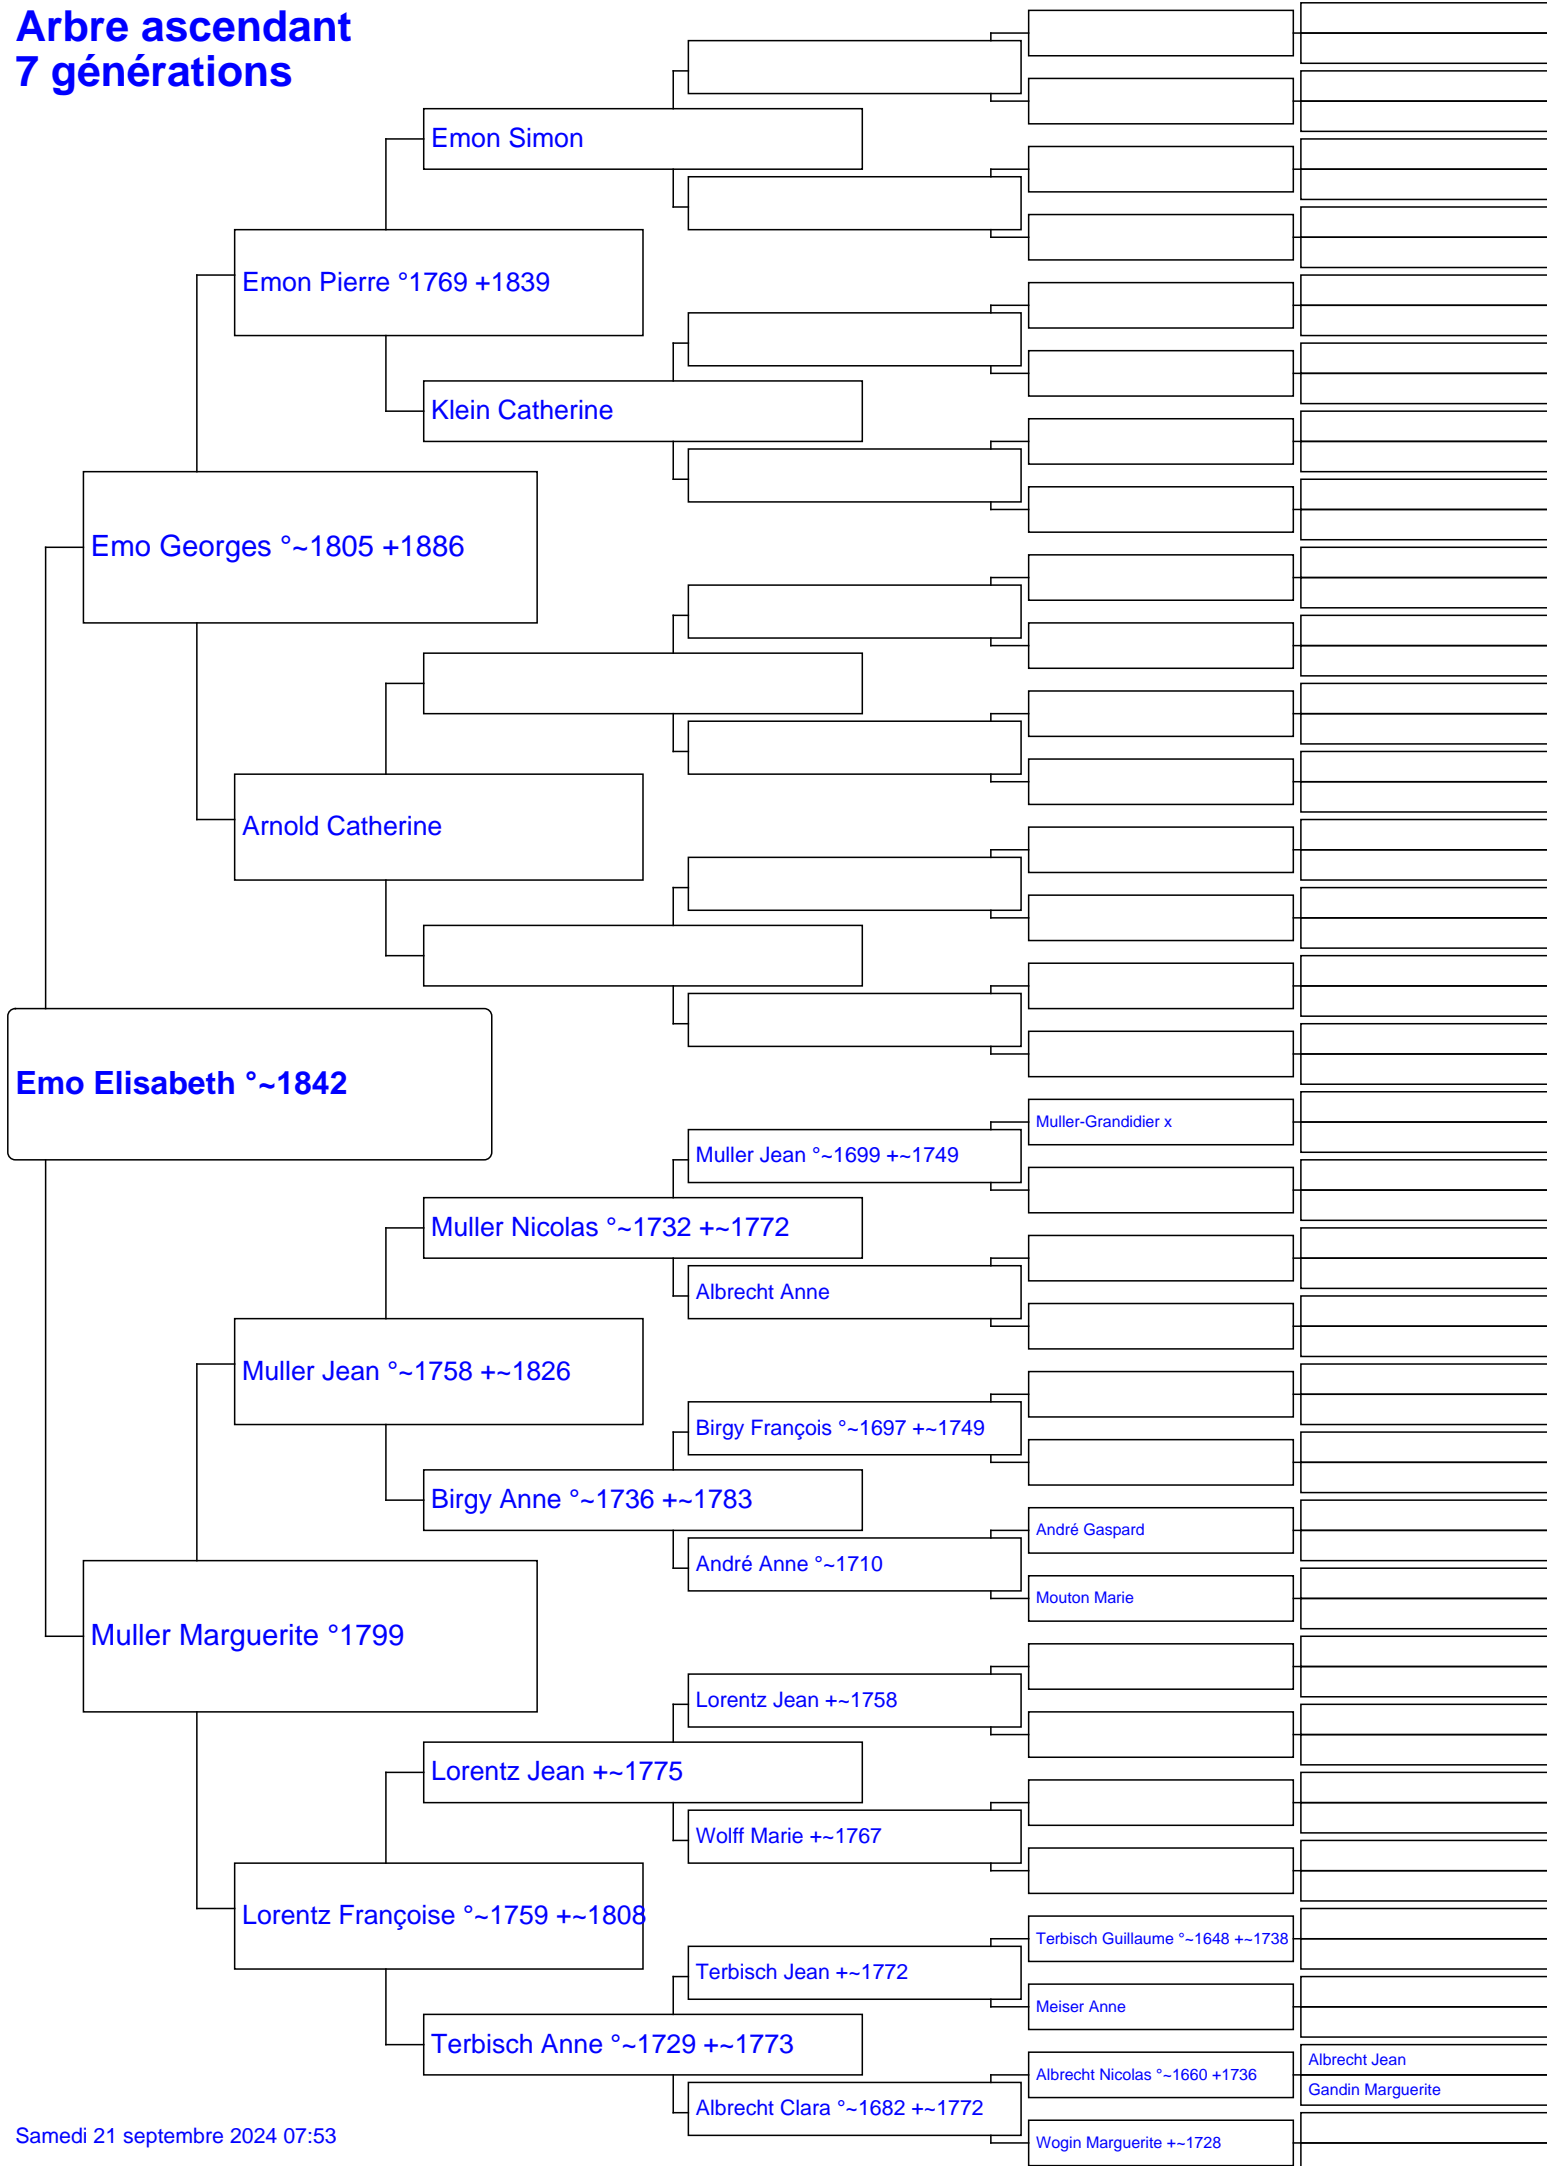 Arbre ascendant
7 générations
Emon Simon
Emon Pierre °1769 +1839
Klein Catherine
Emo Georges °~1805 +1886
Arnold Catherine
Emo Elisabeth °~1842
Muller-Grandidier x
Muller Jean °~1699 +~1749
Muller Nicolas °~1732 +~1772
Albrecht Anne
Muller Jean °~1758 +~1826
Birgy François °~1697 +~1749
Birgy Anne °~1736 +~1783
André Gaspard
André Anne °~1710
Mouton Marie
Muller Marguerite °1799
Lorentz Jean +~1758
Lorentz Jean +~1775
Wolff Marie +~1767
Lorentz Françoise °~1759 +~1808
Terbisch Guillaume °~1648 +~1738
Terbisch Jean +~1772
Meiser Anne
Terbisch Anne °~1729 +~1773
Albrecht Jean
Albrecht Nicolas °~1660 +1736
Gandin Marguerite
Albrecht Clara °~1682 +~1772
Wogin Marguerite +~1728
Samedi 21 septembre 2024 07:53